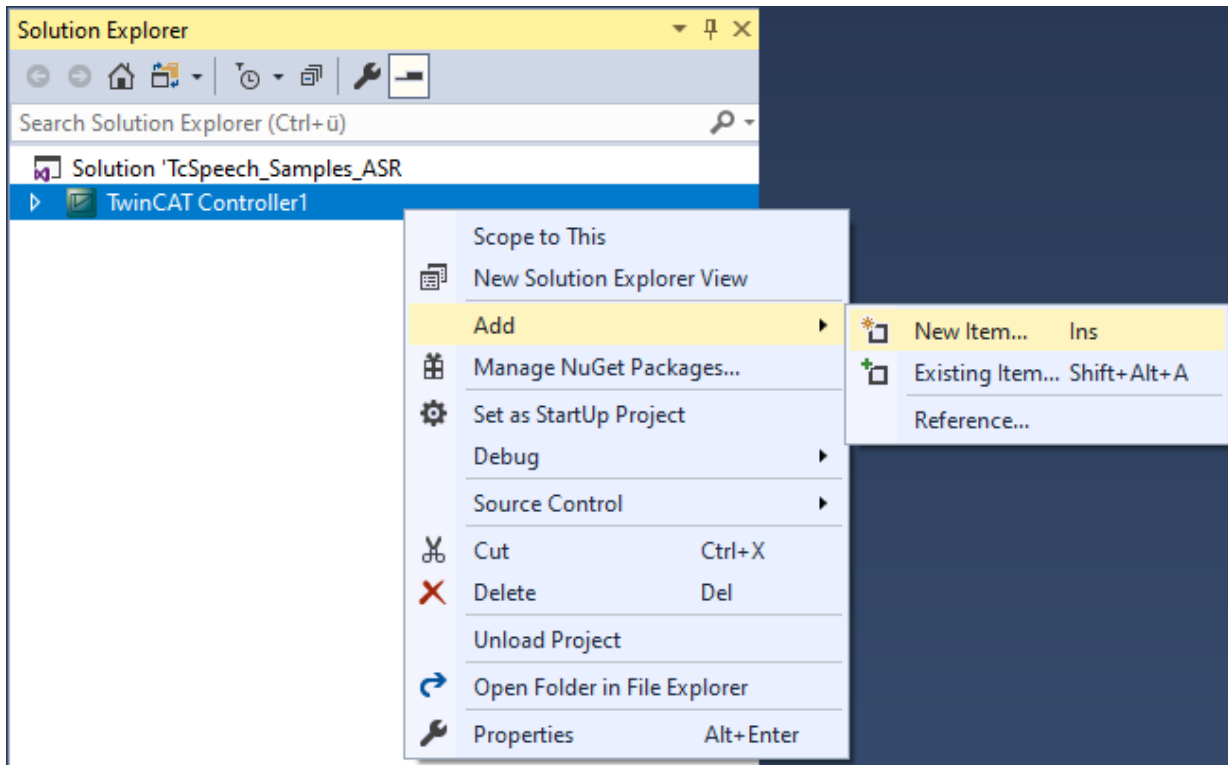 Solution Explorer
Search Solution Explorer (Ctrl+ü)
Solution 'TcSpeech_Samples_ASR
TwinCAT Controller1
Scope to This
New Solution Explorer View
Add
New Item... Ins
Manage NuGet Packages...
Existing Item... Shift+Alt+A
Set as StartUp Project
Reference...
Debug
Source Control
Cut Ctrl+X
Delete Del
Unload Project
Open Folder in File Explorer
Properties Alt+Enter